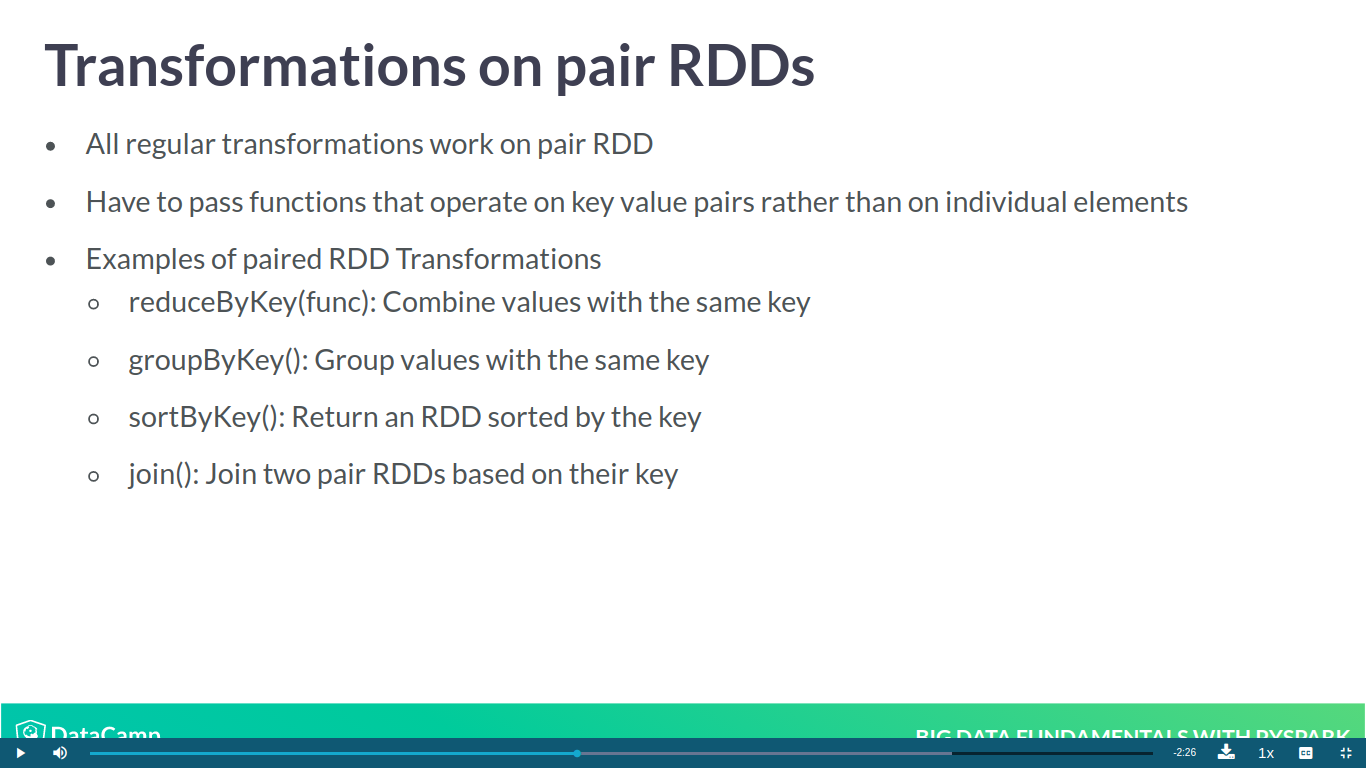 Transformations on pair RDDs
All regular transformations work on pair RDD
Have to pass functions that operate on key value pairs rather than on individual elements
Examples of paired RDD Transformations
reduceByKey(func): Combine values with the same key
groupByKey(): Group values with the same key
sortByKey(): Return an RDD sorted by the key
join(): Join two pair RDDs based on their key
DataCamp
BIG DATA FUNDAMENTALS WITH PYSPARK
-2:26
1x
CC